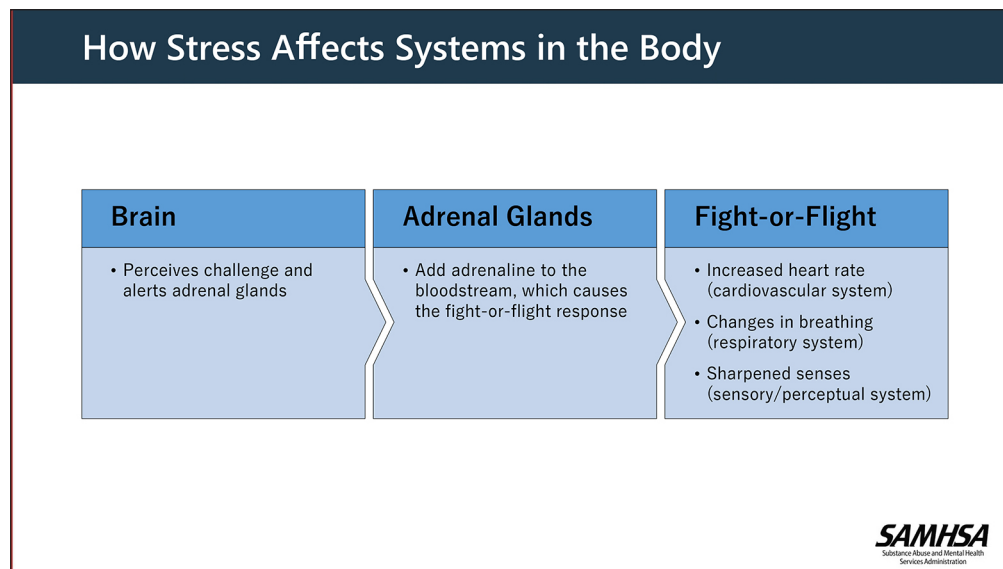 How Stress Affects Systems in the Body
Brain
• Perceives challenge and
alerts adrenal glands
Adrenal Glands
• Add adrenaline to the
bloodstream, which causes
the fight-or-flight response
Fight-or-Flight
• Increased heart rate
(cardiovascular system)
• Changes in breathing
(respiratory system)
• Sharpened senses
(sensory/perceptual system)
SAMHSA
Substance Abuse and Mental Health
Services Administration